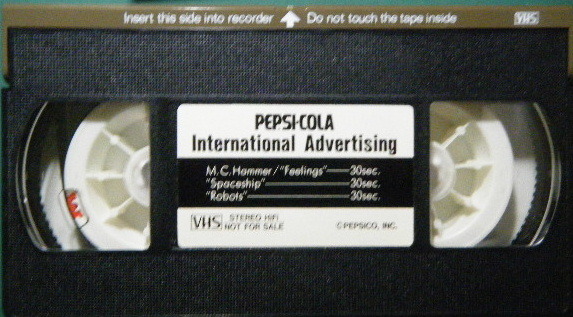 Insert this side into recorder Do not touch the tape inside VHS
PEPSI-COLA
International Advertising
M.C. Hammer/"Feelings" 30sec.
"Spaceship" 30sec.
"Robots" 30sec.
VHS STEREO HiFi
NOT FOR SALE © PEPSICO, INC.